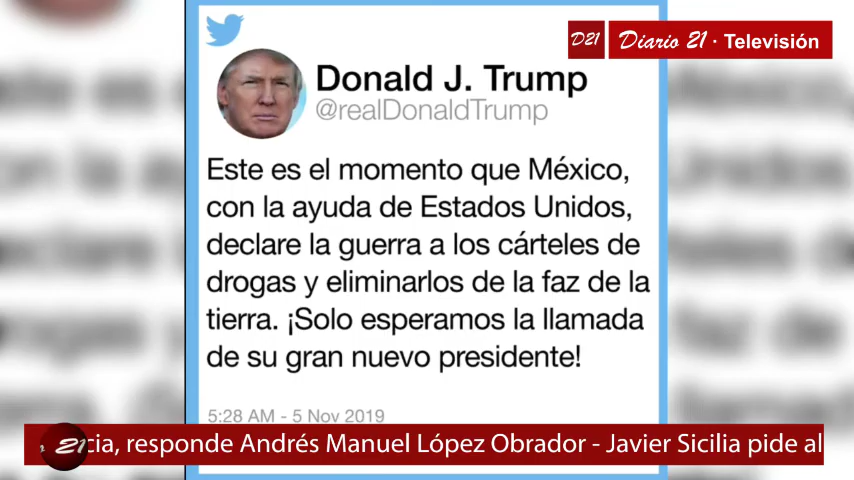 D21 Diario 21 · Televisión
Donald J. Trump
@realDonaldTrump
Este es el momento que México,
con la ayuda de Estados Unidos,
declare la guerra a los cárteles de
drogas y eliminarlos de la faz de la
tierra. ¡Solo esperamos la llamada
de su gran nuevo presidente!
5:28 AM - 5 Nov 2019
21 cia, responde Andrés Manuel López Obrador - Javier Sicilia pide al